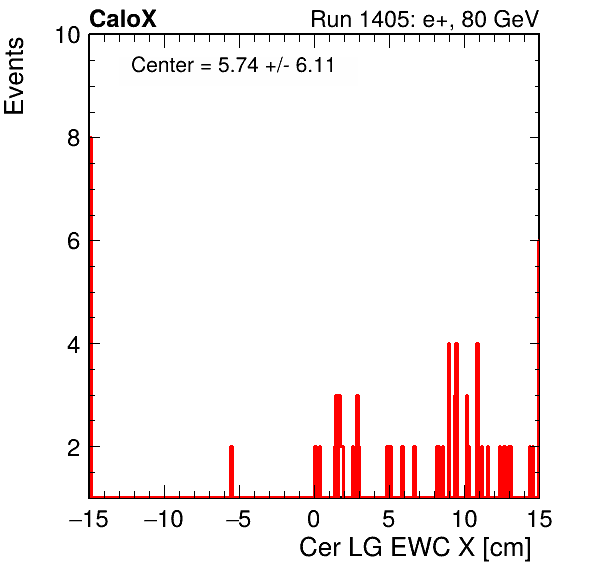 CaloX Run 1405: e+, 80 GeV
Center = 5.74 +/- 6.11
Events
10
8
6
4
2
−15 −10 −5 0 5 10 15
Cer LG EWC X [cm]